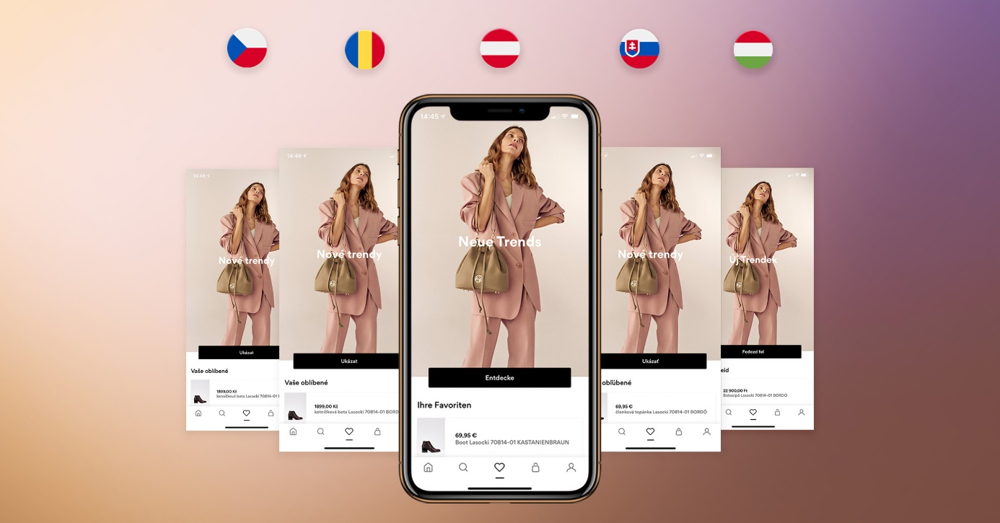 14:46
Nové trendy
Ukázat
Vaše oblíbené
1899,00 Kč
kotníčková bota Lasocki 70814-01
14:46
Nové trendy
Ukázat
Vaše oblíbené
1899,00 Kč
kotníčková bota Lasocki 70814-01 BORDÓ
14:45
Neue Trends
Entdecke
Ihre Favoriten
69,95 €
Boot Lasocki 70814-01 KASTANIENBRAUN
Nové trendy
Ukázať
obľúbené
69,95 €
členková topánka Lasocki 70814-01 BORDÓ
Új Trendek
Fedezd fel
eid
22 900,00 Ft
Bokacipő Lasocki 70814-01 BORDÓ